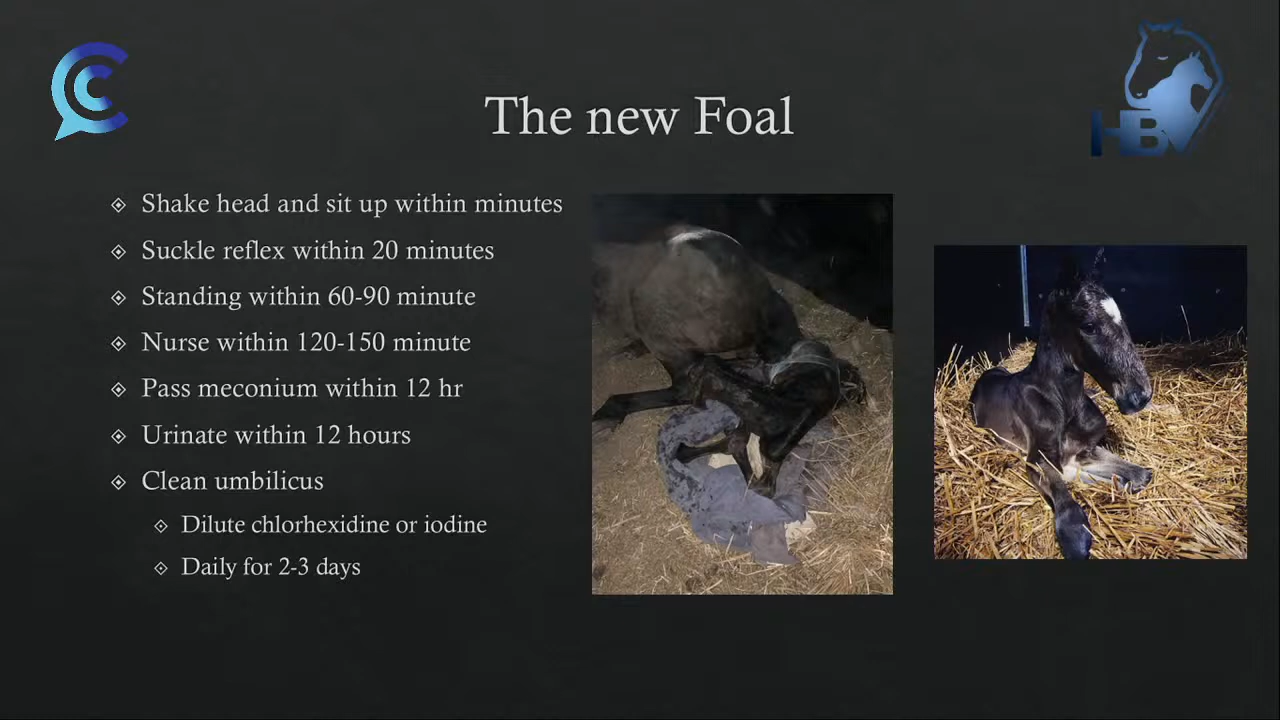 The new Foal
Shake head and sit up within minutes
Suckle reflex within 20 minutes
Standing within 60-90 minute
Nurse within 120-150 minute
Pass meconium within 12 hr
Urinate within 12 hours
Clean umbilicus
Dilute chlorhexidine or iodine
Daily for 2-3 days
HBV